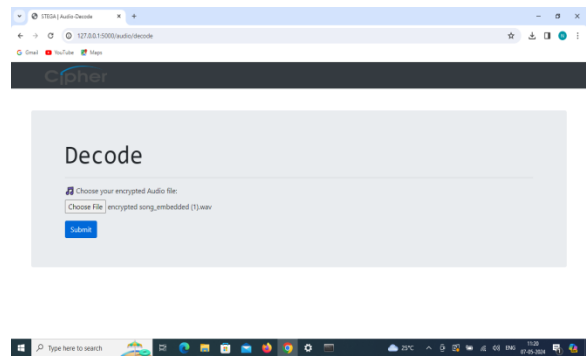 STEGA | Audio-Decode
127.0.0.1:5000/audio/decode
Gmail YouTube Maps
Cipher
Decode
Choose your encrypted Audio file:
Choose File encrypted song_embedded (1).wav
Submit
Type here to search
25°C ENG 11:20
07-05-2024